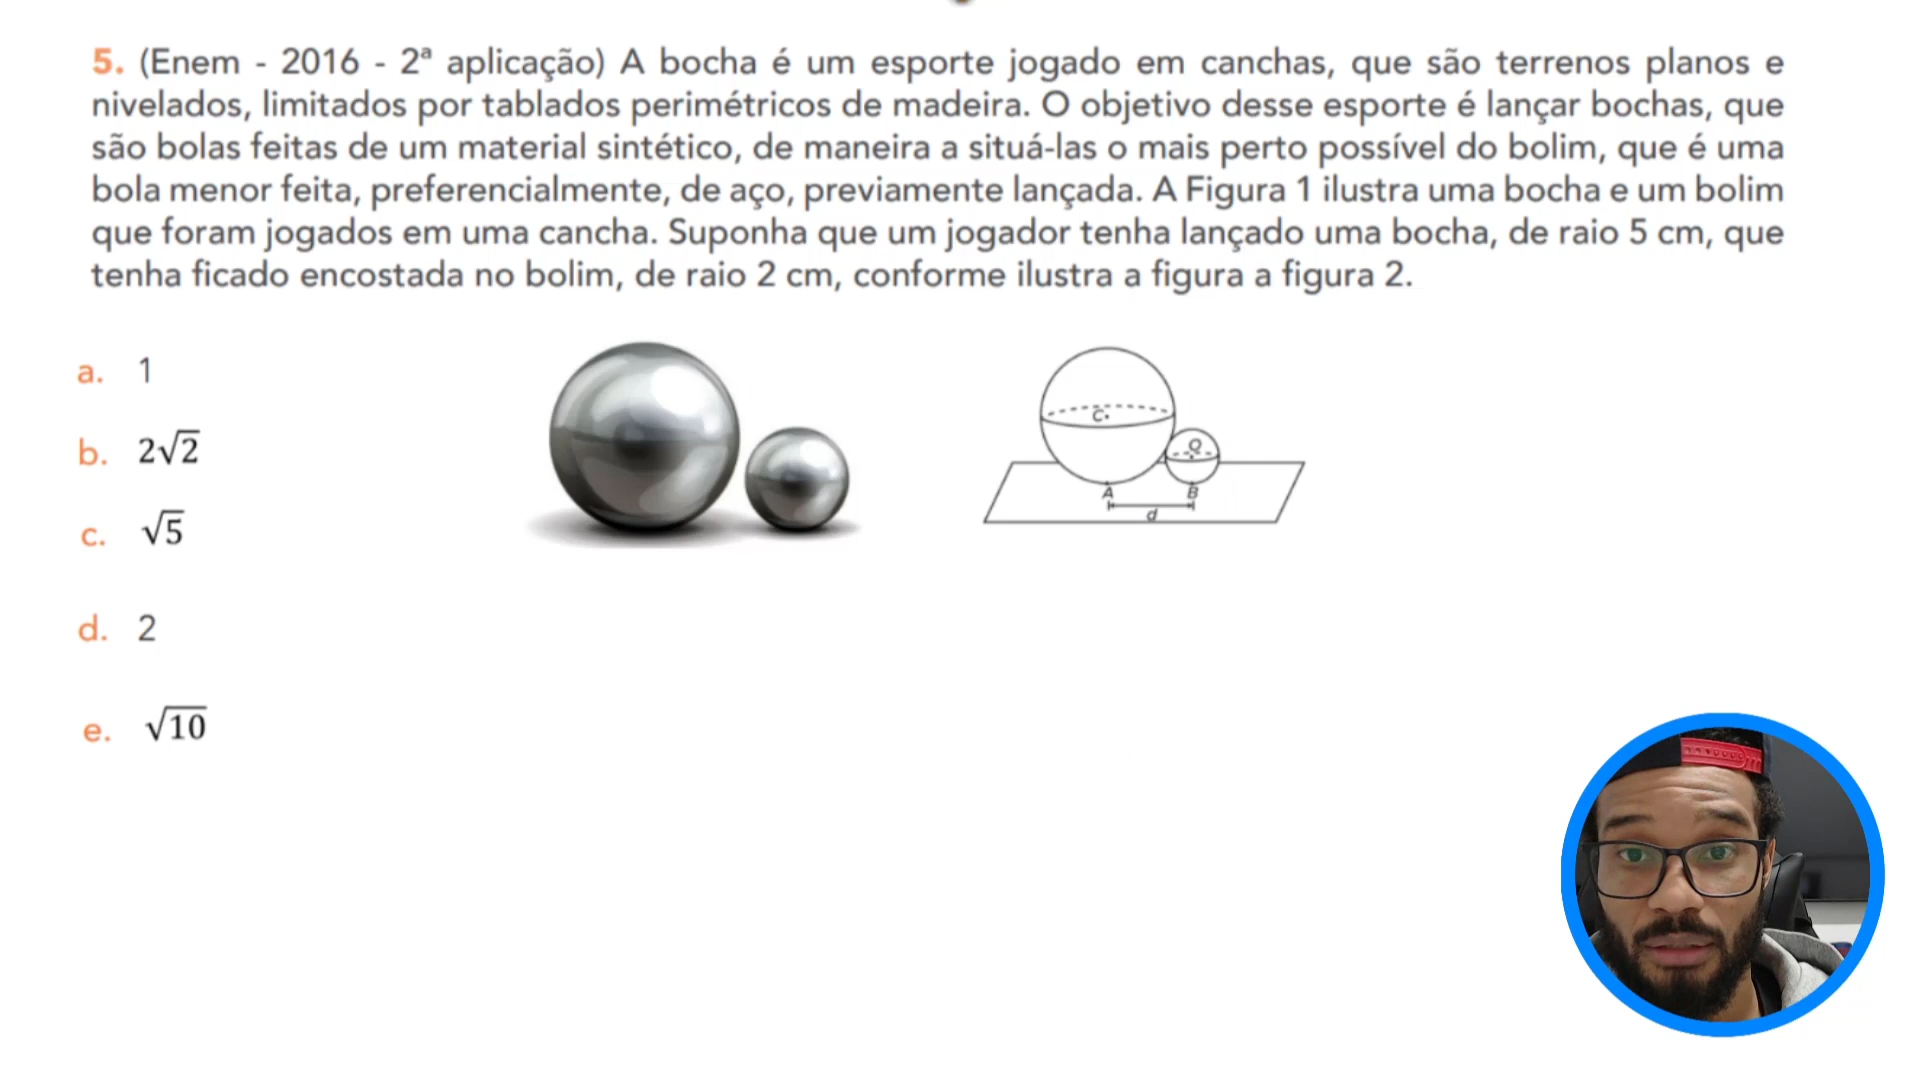 5. (Enem - 2016 - 2ª aplicação) A bocha é um esporte jogado em canchas, que são terrenos planos e
nivelados, limitados por tablados perimétricos de madeira. O objetivo desse esporte é lançar bochas, que
são bolas feitas de um material sintético, de maneira a situá-las o mais perto possível do bolim, que é uma
bola menor feita, preferencialmente, de aço, previamente lançada. A Figura 1 ilustra uma bocha e um bolim
que foram jogados em uma cancha. Suponha que um jogador tenha lançado uma bocha, de raio 5 cm, que
tenha ficado encostada no bolim, de raio 2 cm, conforme ilustra a figura a figura 2.
a. 1
b. 2√2
c. √5
d. 2
e. √10
C
O
A B
d